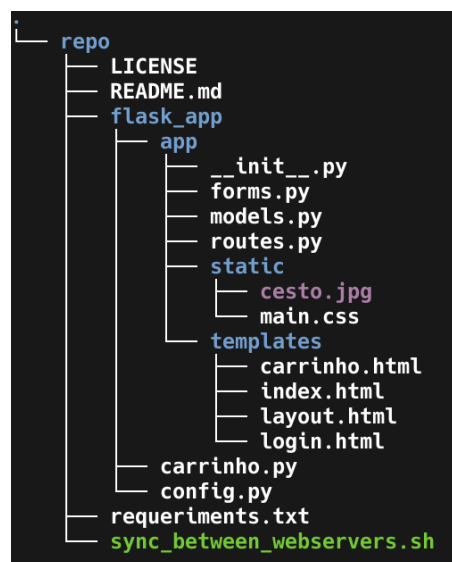 .
└── repo
    ├── LICENSE
    ├── README.md
    ├── flask_app
    │   ├── app
    │   │   ├── __init__.py
    │   │   ├── forms.py
    │   │   ├── models.py
    │   │   ├── routes.py
    │   │   ├── static
    │   │   │   ├── cesto.jpg
    │   │   │   └── main.css
    │   │   └── templates
    │   │       ├── carrinho.html
    │   │       ├── index.html
    │   │       ├── layout.html
    │   │       └── login.html
    │   ├── carrinho.py
    │   └── config.py
    ├── requeriments.txt
    └── sync_between_webservers.sh